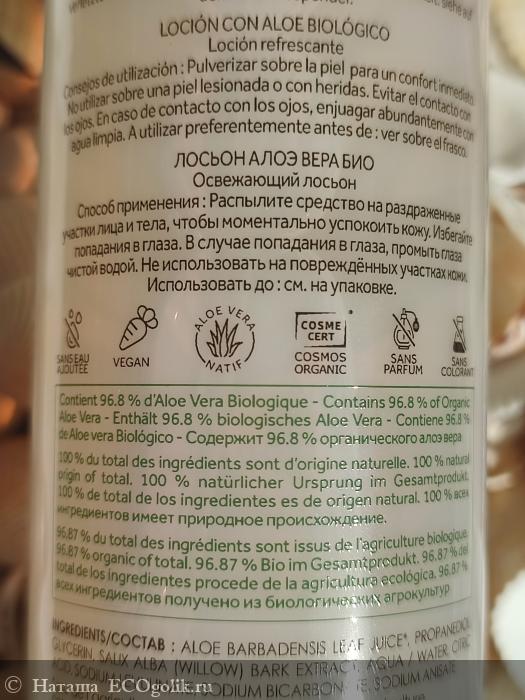 siehe auf
LOCIÓN CON ALOE BIOLÓGICO
Loción refrescante
Consejos de utilización : Pulverizar sobre la piel para un confort inmediato.
No utilizar sobre una piel lesionada o con heridas. Evitar el contacto con
los ojos. En caso de contacto con los ojos, enjuagar abundantemente con
agua limpia. A utilizar preferentemente antes de : ver sobre el frasco.
ЛОСЬОН АЛОЭ ВЕРА БИО
Освежающий лосьон
Способ применения : Распылите средство на раздраженные
участки лица и тела, чтобы моментально успокоить кожу. Избегайте
попадания в глаза. В случае попадания в глаза, промыть глаза
чистой водой. Не использовать на повреждённых участках кожи.
Использовать до : см. на упаковке.
SANS EAU
AJOUTÉE
VEGAN
ALOE VERA
NATIF
COSME
CERT
COSMOS
ORGANIC
SANS
PARFUM
SANS
COLORANT
Contient 96.8 % d'Aloe Vera Biologique - Contains 96.8 % of Organic
Aloe Vera - Enthält 96.8 % biologisches Aloe Vera - Contiene 96.8 %
de Aloe vera Biológico - Содержит 96.8 % органического алоэ вера
100 % du total des ingrédients sont d'origine naturelle. 100 % natural
origin of total. 100 % natürlicher Ursprung im Gesamtprodukt.
100 % de total de los ingredientes es de origen natural. 100 % всех
ингредиентов имеет природное происхождение.
96.87 % du total des ingrédients sont issus de l'agriculture biologique.
96.87 % organic of total. 96.87 % Bio im Gesamtprodukt. 96.87 % del
total de los ingredientes procede de la agricultura ecológica. 96.87 %
всех ингредиентов получено из биологических агрокультур
INGREDIENTS/СОСТАВ : ALOE BARBADENSIS LEAF JUICE*, PROPANEDIOL,
GLYCERIN, SALIX ALBA (WILLOW) BARK EXTRACT, AQUA / WATER, CITRIC
ACID, SODIUM BICARBON SODIUM ANISATE
Наташа ECOgolik.ru